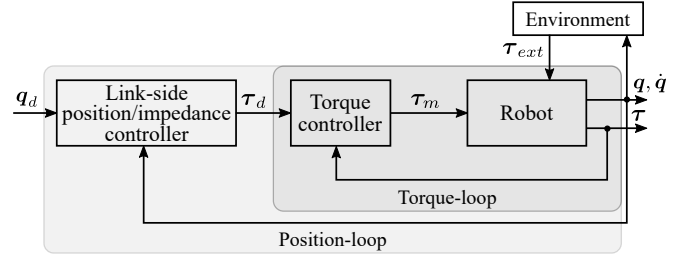 Environment
τ_ext
q_d
Link-side
position/impedance
controller
τ_d
Torque
controller
τ_m
Robot
q, q̇
τ
Torque-loop
Position-loop